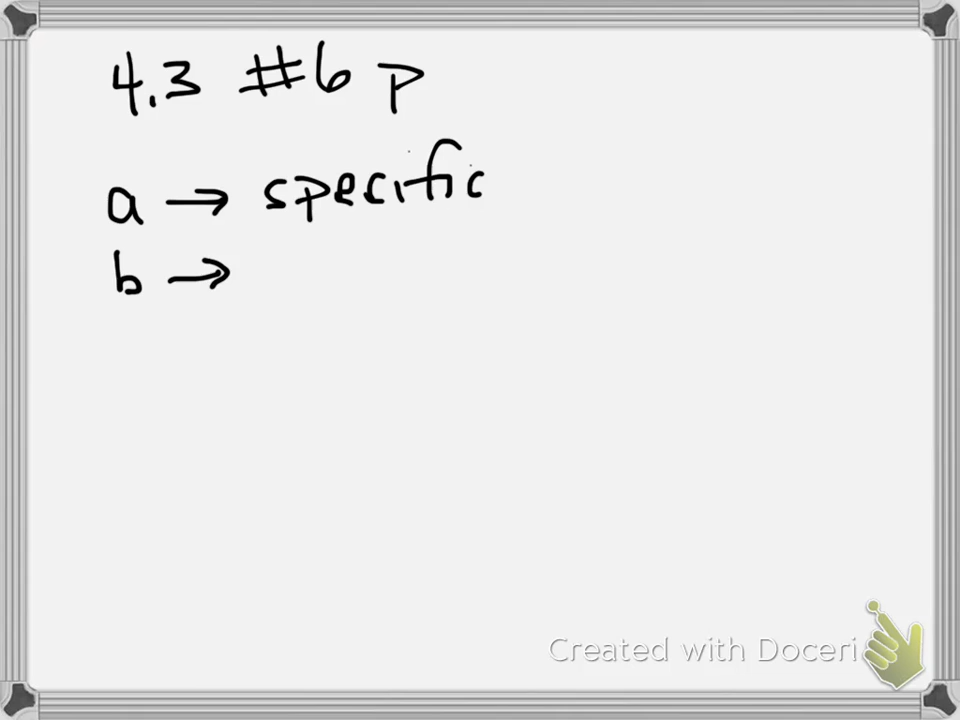 4.3 #6 p
a → specific
b →
Created with Doceri